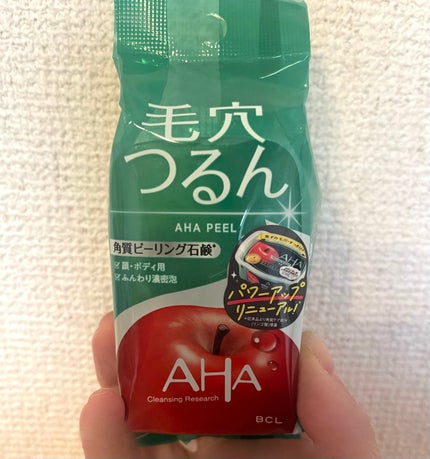 毛穴
つるん
AHA PEEL
角質ピーリング石鹸*
顔・ボディ用
ふんわり濃密泡
AHA
パワーアップ
リニューアル!
AHA
Cleansing Research
BCL